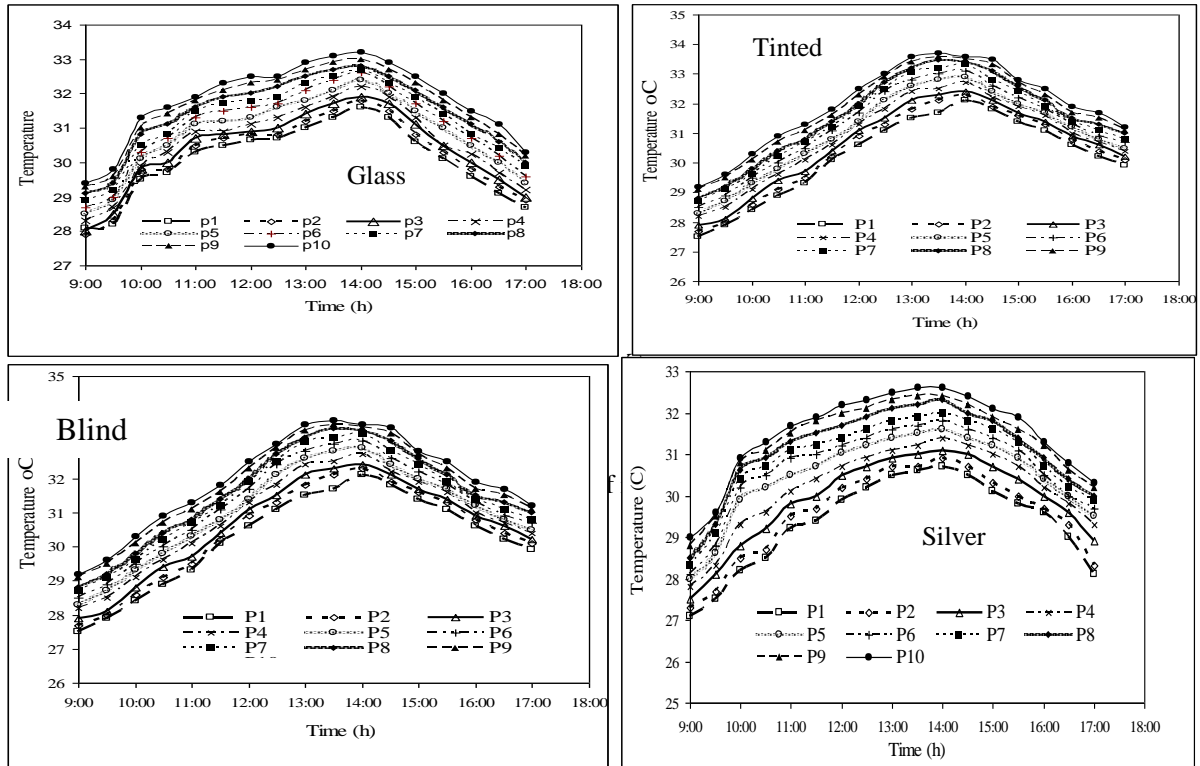 34
33
32
31
30
29
28
27
Temperature
Glass
p1 p2 p3 p4
p5 p6 p7 p8
p9 p10
9:00 10:00 11:00 12:00 13:00 14:00 15:00 16:00 17:00 18:00
Time (h)
35
34
33
32
31
30
29
28
27
26
Temperature oC
Tinted
P1 P2 P3
P4 P5 P6
P7 P8 P9
9:00 10:00 11:00 12:00 13:00 14:00 15:00 16:00 17:00 18:00
Time (h)
35
32
31
30
29
28
27
26
Temperature oC
Blind
P1 P2 P3
P4 P5 P6
P7 P8 P9
9:00 10:00 11:00 12:00 13:00 14:00 15:00 16:00 17:00 18:00
Time (h)
f
33
32
31
30
29
28
27
26
25
Temperature (C)
Silver
P1 P2 P3 P4
P5 P6 P7 P8
P9 P10
9:00 10:00 11:00 12:00 13:00 14:00 15:00 16:00 17:00 18:00
Time (h)